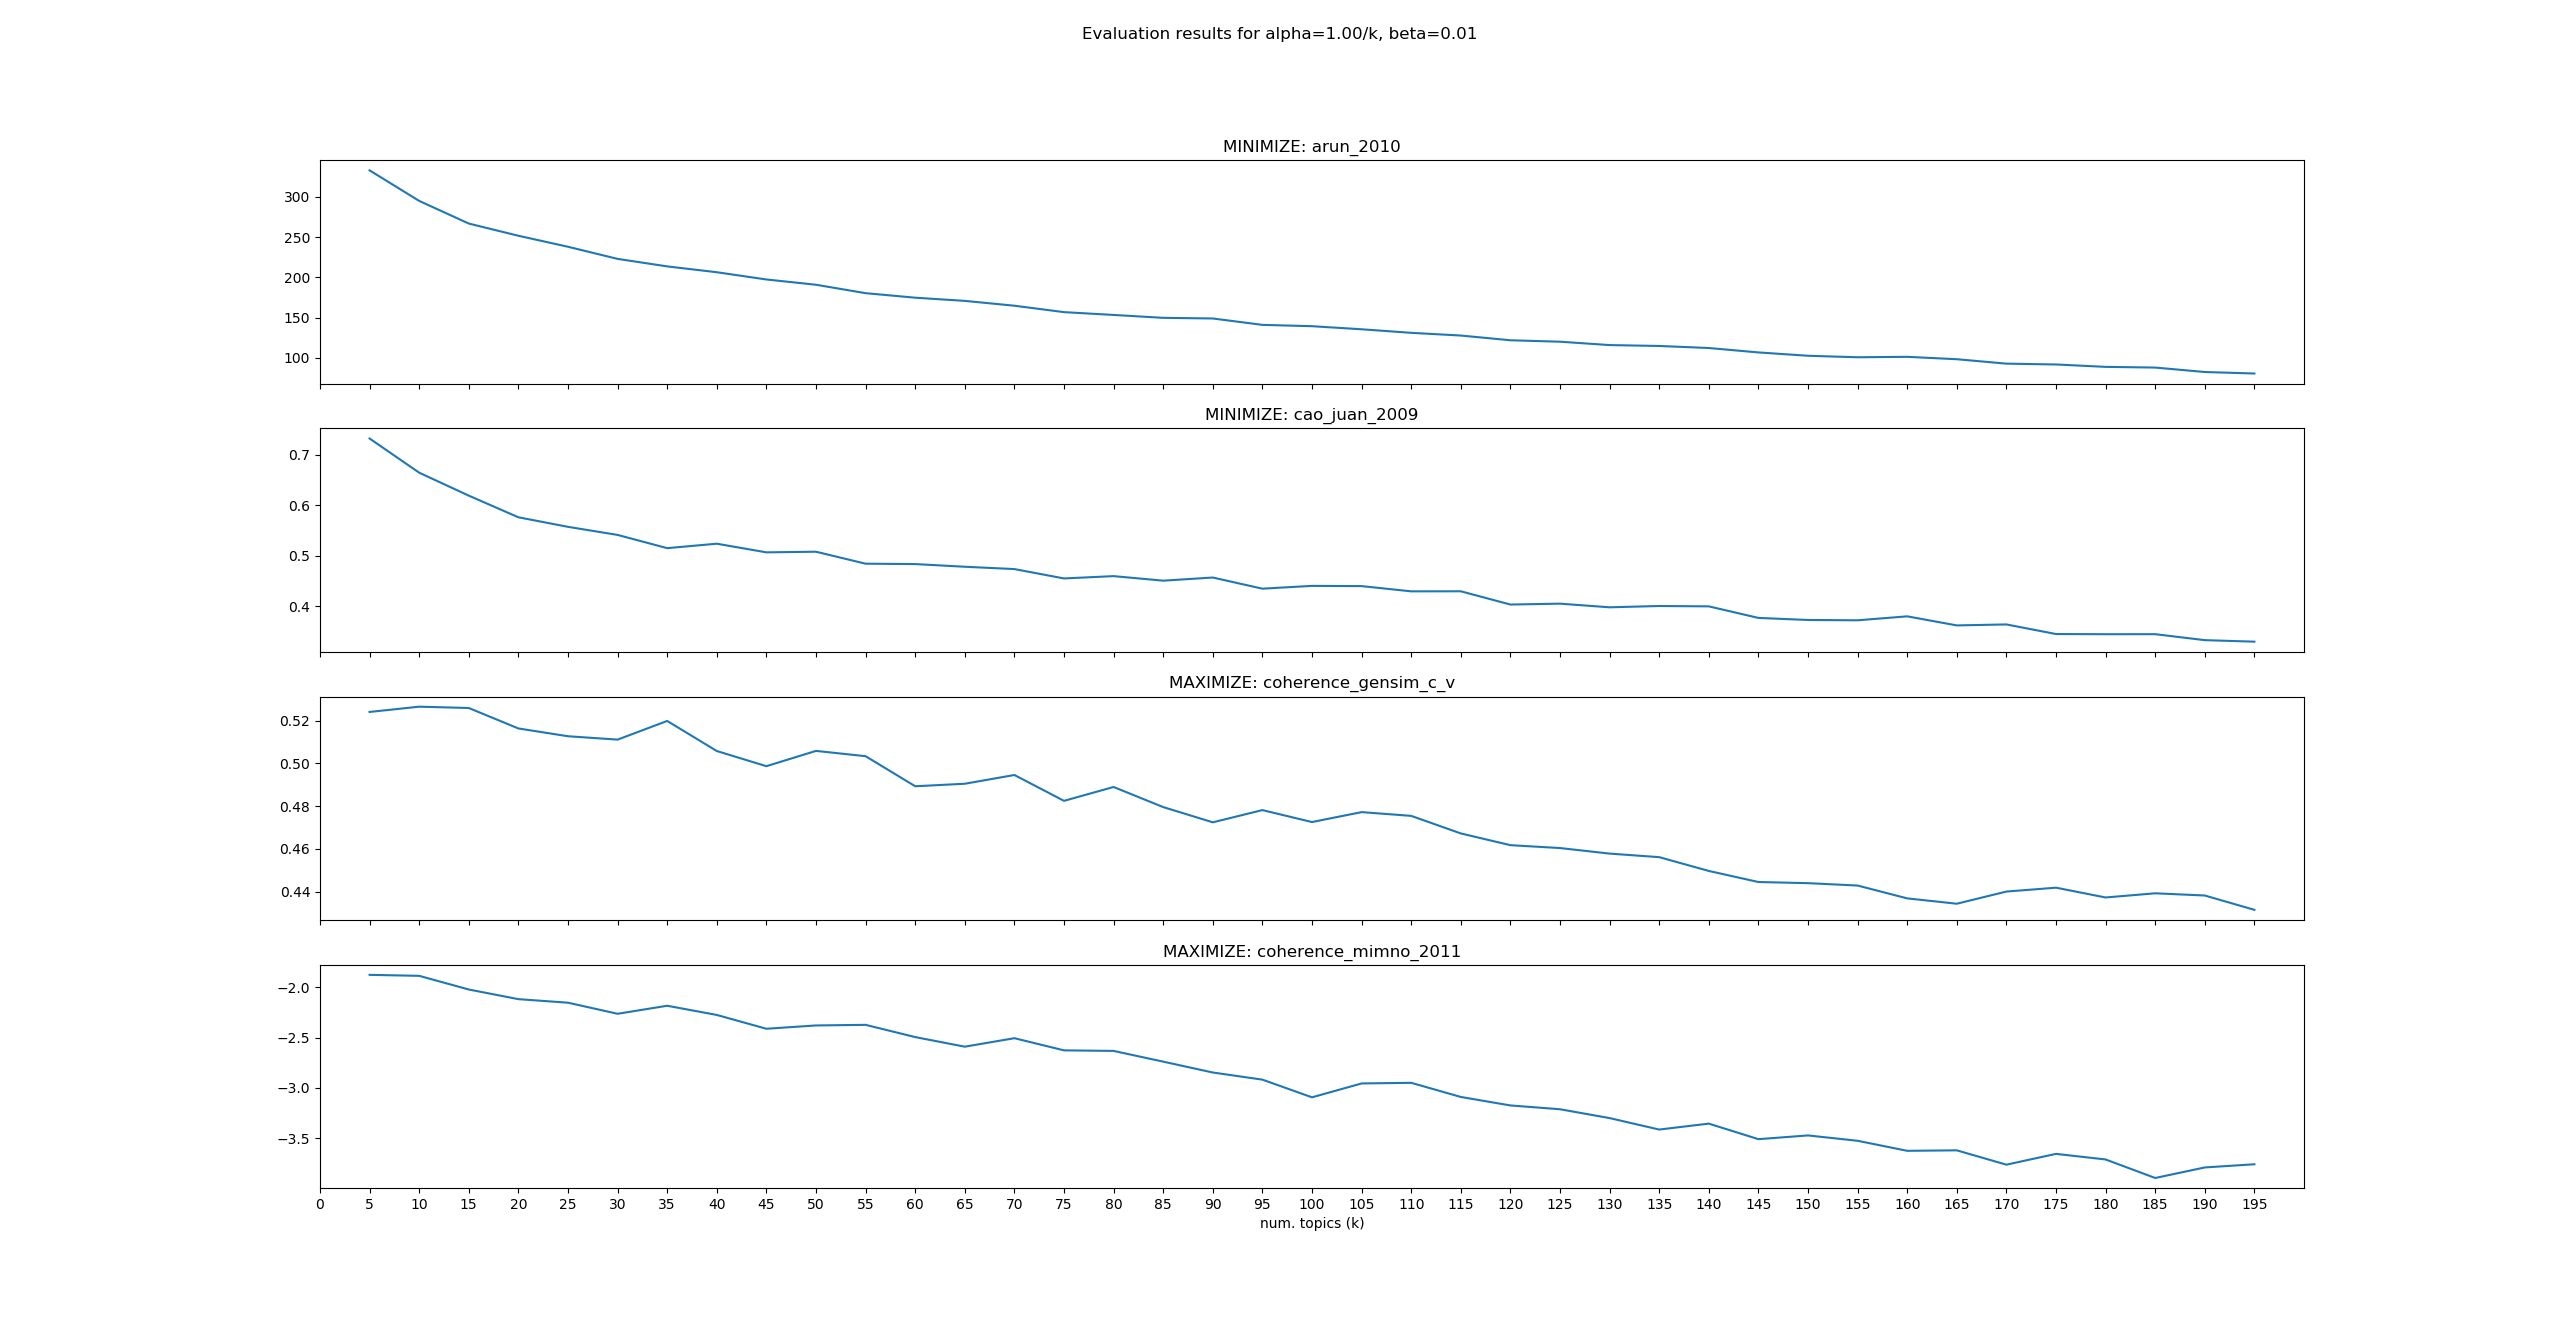 Evaluation results for alpha=1.00/k, beta=0.01
MINIMIZE: arun_2010
300
250
200
150
100
MINIMIZE: cao_juan_2009
0.7
0.6
0.5
0.4
MAXIMIZE: coherence_gensim_c_v
0.52
0.50
0.48
0.46
0.44
MAXIMIZE: coherence_mimno_2011
−2.0
−2.5
−3.0
−3.5
0 5 10 15 20 25 30 35 40 45 50 55 60 65 70 75 80 85 90 95 100 105 110 115 120 125 130 135 140 145 150 155 160 165 170 175 180 185 190 195
num. topics (k)